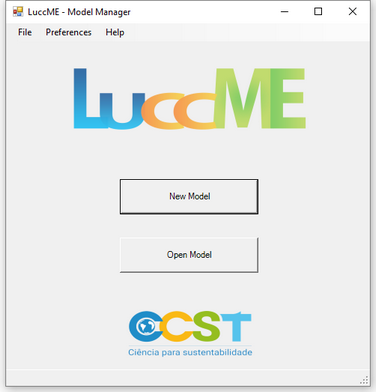 LuccME - Model Manager
File Preferences Help
LuccME
New Model
Open Model
CCST
Ciência para sustentabilidade